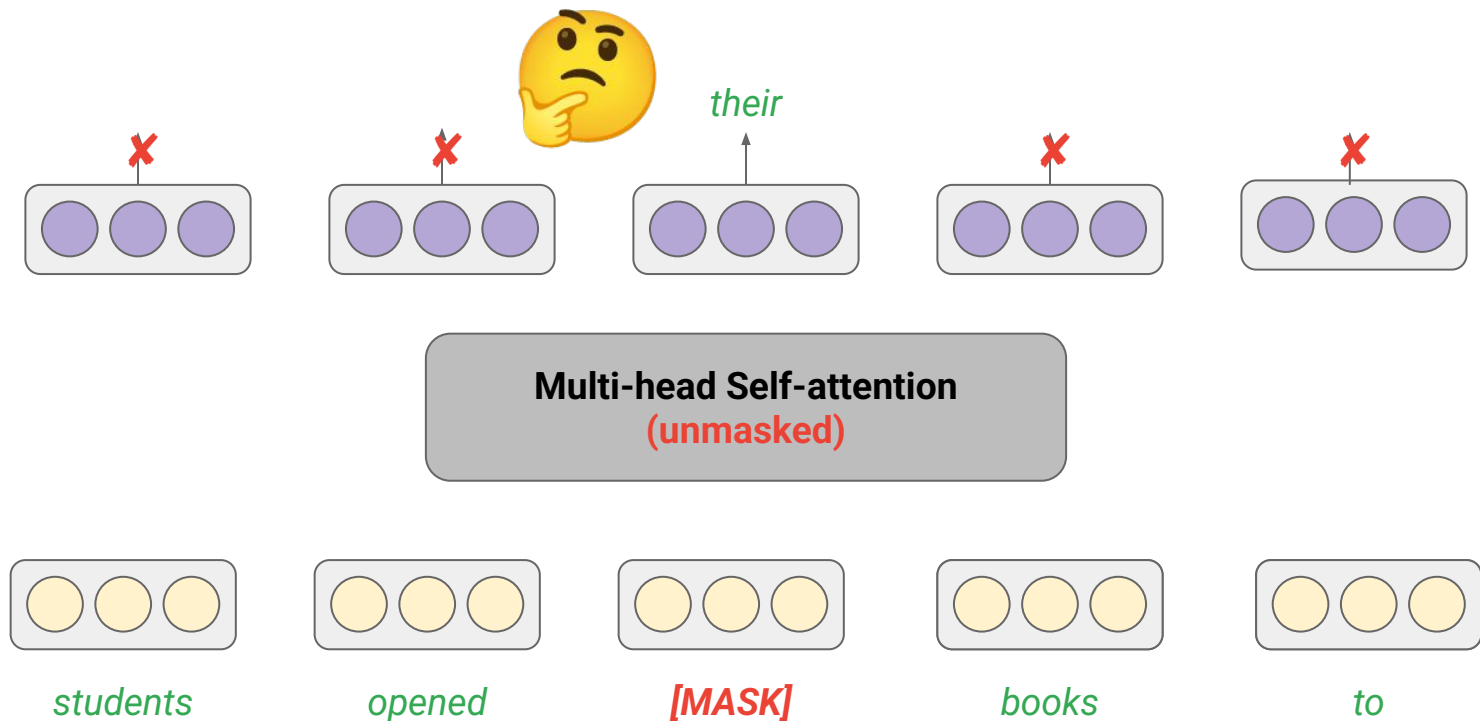 their
Multi-head Self-attention
(unmasked)
students opened [MASK] books to